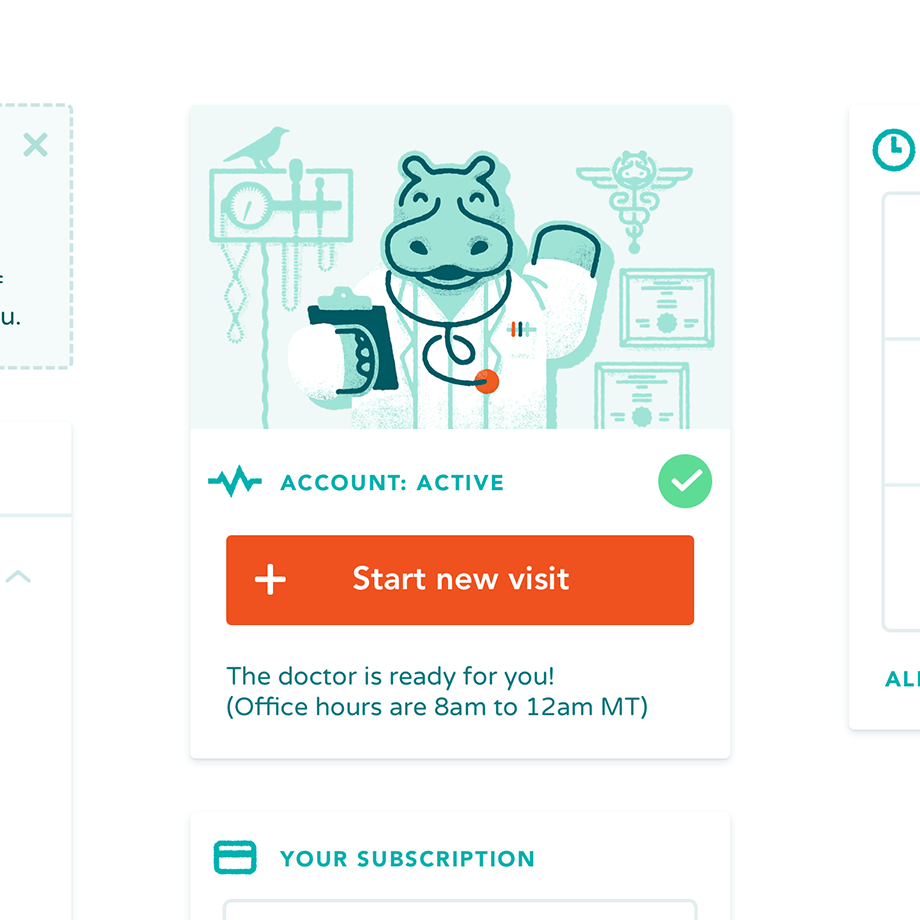 u.
ACCOUNT: ACTIVE
Start new visit
The doctor is ready for you!
(Office hours are 8am to 12am MT)
YOUR SUBSCRIPTION